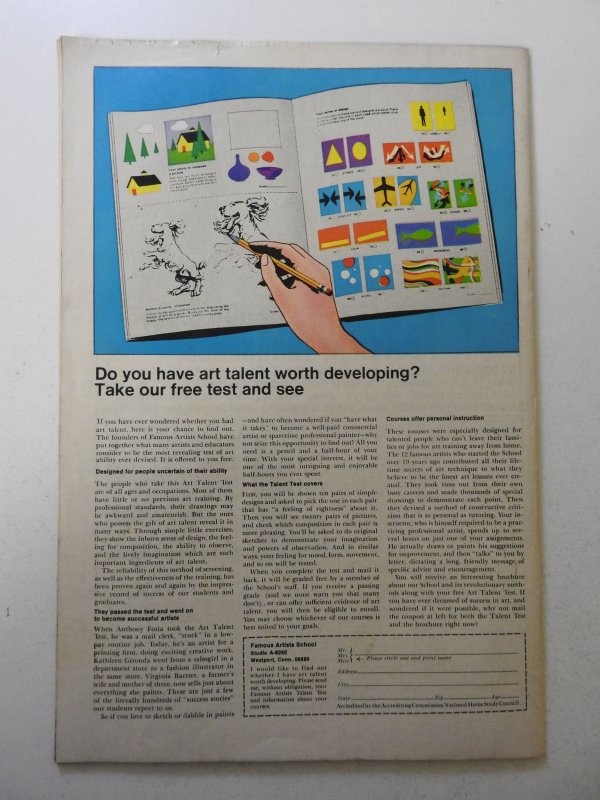 Do you have art talent worth developing?
Take our free test and see
If you have ever wondered whether you had
art talent, here is your chance to find out.
The founders of Famous Artists School have
put together what many artists and educators
consider to be the most revealing test of art
ability ever devised. It is offered to you free.
Designed for people uncertain of their ability
The people who take this Art Talent Test
are of all ages and occupations. Most of them
have little or no previous art training. By
professional standards, their drawings may
be awkward and amateurish. But the ones
who possess the gift of art talent reveal it in
many ways. Through simple little exercises,
they show the inborn sense of design, the feel-
ing for composition, the ability to observe,
and the lively imagination which are such
important ingredients of art talent.
The reliability of this method of screening,
as well as the effectiveness of the training, has
been proven again and again by the impres-
sive record of success of our students and
graduates.
They passed the test and went on
to become successful artists
When Anthony Fotia took the Art Talent
Test, he was a mail clerk, "stuck" in a low-
pay routine job. Today, he's an artist for a
printing firm, doing exciting creative work.
Kathleen Gironda went from a salesgirl in a
department store to a fashion illustrator in
the same store. Virginia Bartter, a farmer's
wife and mother of three, now sells just about
everything she paints. These are just a few
of the literally hundreds of "success stories"
our students report to us.
So if you love to sketch or dabble in paints
—and have often wondered if you "have what
it takes" to become a well-paid commercial
artist or sparetime professional painter—why
not seize this opportunity to find out? All you
need is a pencil and a half-hour of your
time. With your special interest, it will be
one of the most intriguing and enjoyable
half-hours you ever spent.
What the Talent Test covers
First, you will be shown ten pairs of simple
designs and asked to pick the one in each pair
that has "a feeling of rightness" about it.
Then you will see twenty pairs of pictures,
and check which composition in each pair is
more pleasing. You'll be asked to do original
sketches to demonstrate your imagination
and powers of observation. And in similar
ways, your feeling for mood, form, movement,
and so on will be tested.
When you complete the test and mail it
back, it will be graded free by a member of
the School's staff. If you receive a passing
grade (and we must warn you that many
don't), or can offer sufficient evidence of art
talent, you will then be eligible to enroll.
You may choose whichever of our courses is
best suited to your goals.
Courses offer personal instruction
These courses were especially designed for
talented people who can't leave their fami-
lies or jobs for art training away from home.
The 12 famous artists who started the School
over 19 years ago contributed all their life-
time secrets of art technique to what they
believe to be the finest art lessons ever cre-
ated. They took time out from their own
busy careers and made thousands of special
drawings to demonstrate each point. Then
they devised a method of constructive criti-
cism that is as personal as tutoring. Your in-
structor, who is himself required to be a prac-
ticing professional artist, spends up to sev-
eral hours on just one of your assignments.
He actually draws or paints his suggestions
for improvement, and then "talks" to you by
letter, dictating a long, friendly message, of
specific advice and encouragement.
You will receive an interesting brochure
about our School and its revolutionary meth-
ods along with your free Art Talent Test. If
you have ever dreamed of success in art, and
wondered if it were possible, why not mail
the coupon at left for both the Talent Test
and the brochure right now?
Famous Artists School
Studio A-8260
Westport, Conn. 06880
I would like to find out
whether I have art talent
worth developing. Please send
me, without obligation, your
Famous Artists Talent Test
and information about your
courses.
Mr.
Mrs.
Miss
Please circle one and print name
Address
City
State Zip Age
Accredited by the Accrediting Commission National Home Study Council.